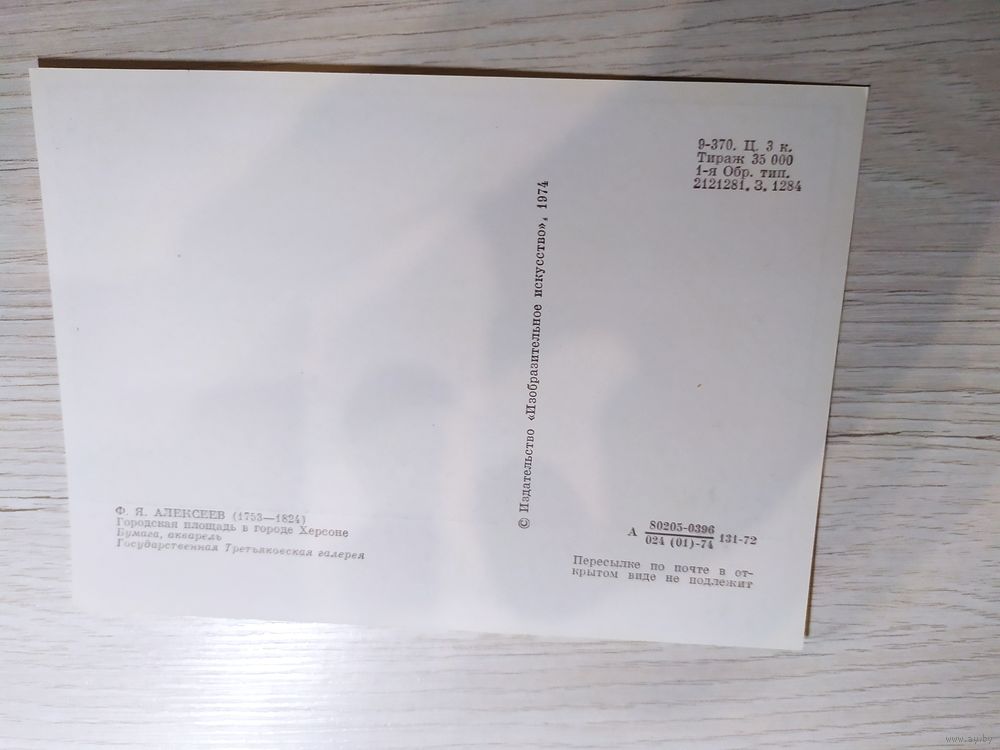 9-370. Ц. 3 к.
Тираж 35 000
1-я Обр. тип.
2121281. З. 1284
© Издательство «Изобразительное искусство», 1974
Ф. Я. АЛЕКСЕЕВ (1753—1824)
Городская площадь в городе Херсоне
Бумага, акварель
Государственная Третьяковская галерея
А 80205-0396
024 (01)-74 131-72
Пересылке по почте в от-
крытом виде не подлежит
www.ay.by